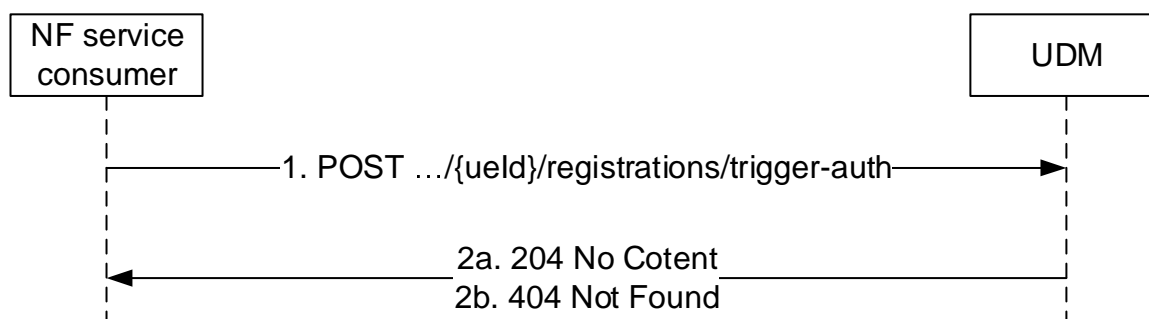 NF service
consumer
UDM
1. POST …/{ueId}/registrations/trigger-auth
2a. 204 No Cotent
2b. 404 Not Found